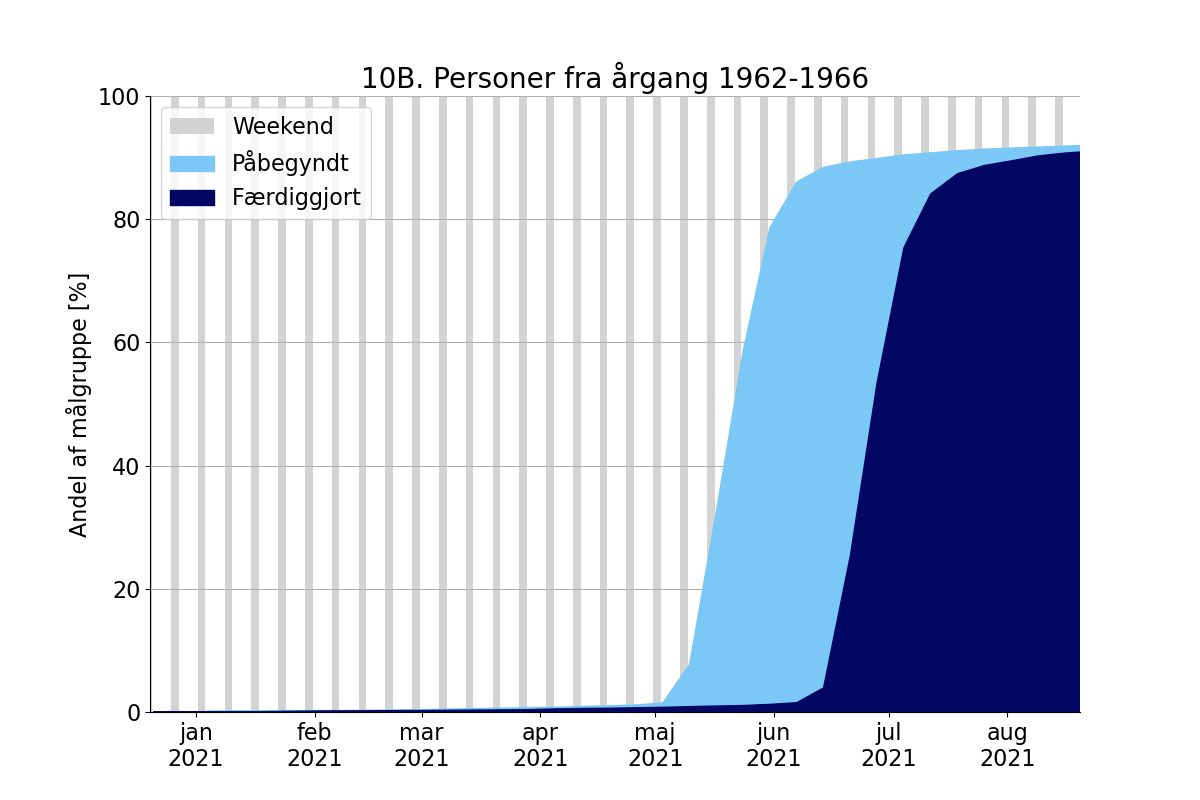 10B. Personer fra årgang 1962-1966
Weekend
Påbegyndt
Færdiggjort
Andel af målgruppe [%]
100
80
60
40
20
0
jan feb mar apr maj jun jul aug
2021 2021 2021 2021 2021 2021 2021 2021